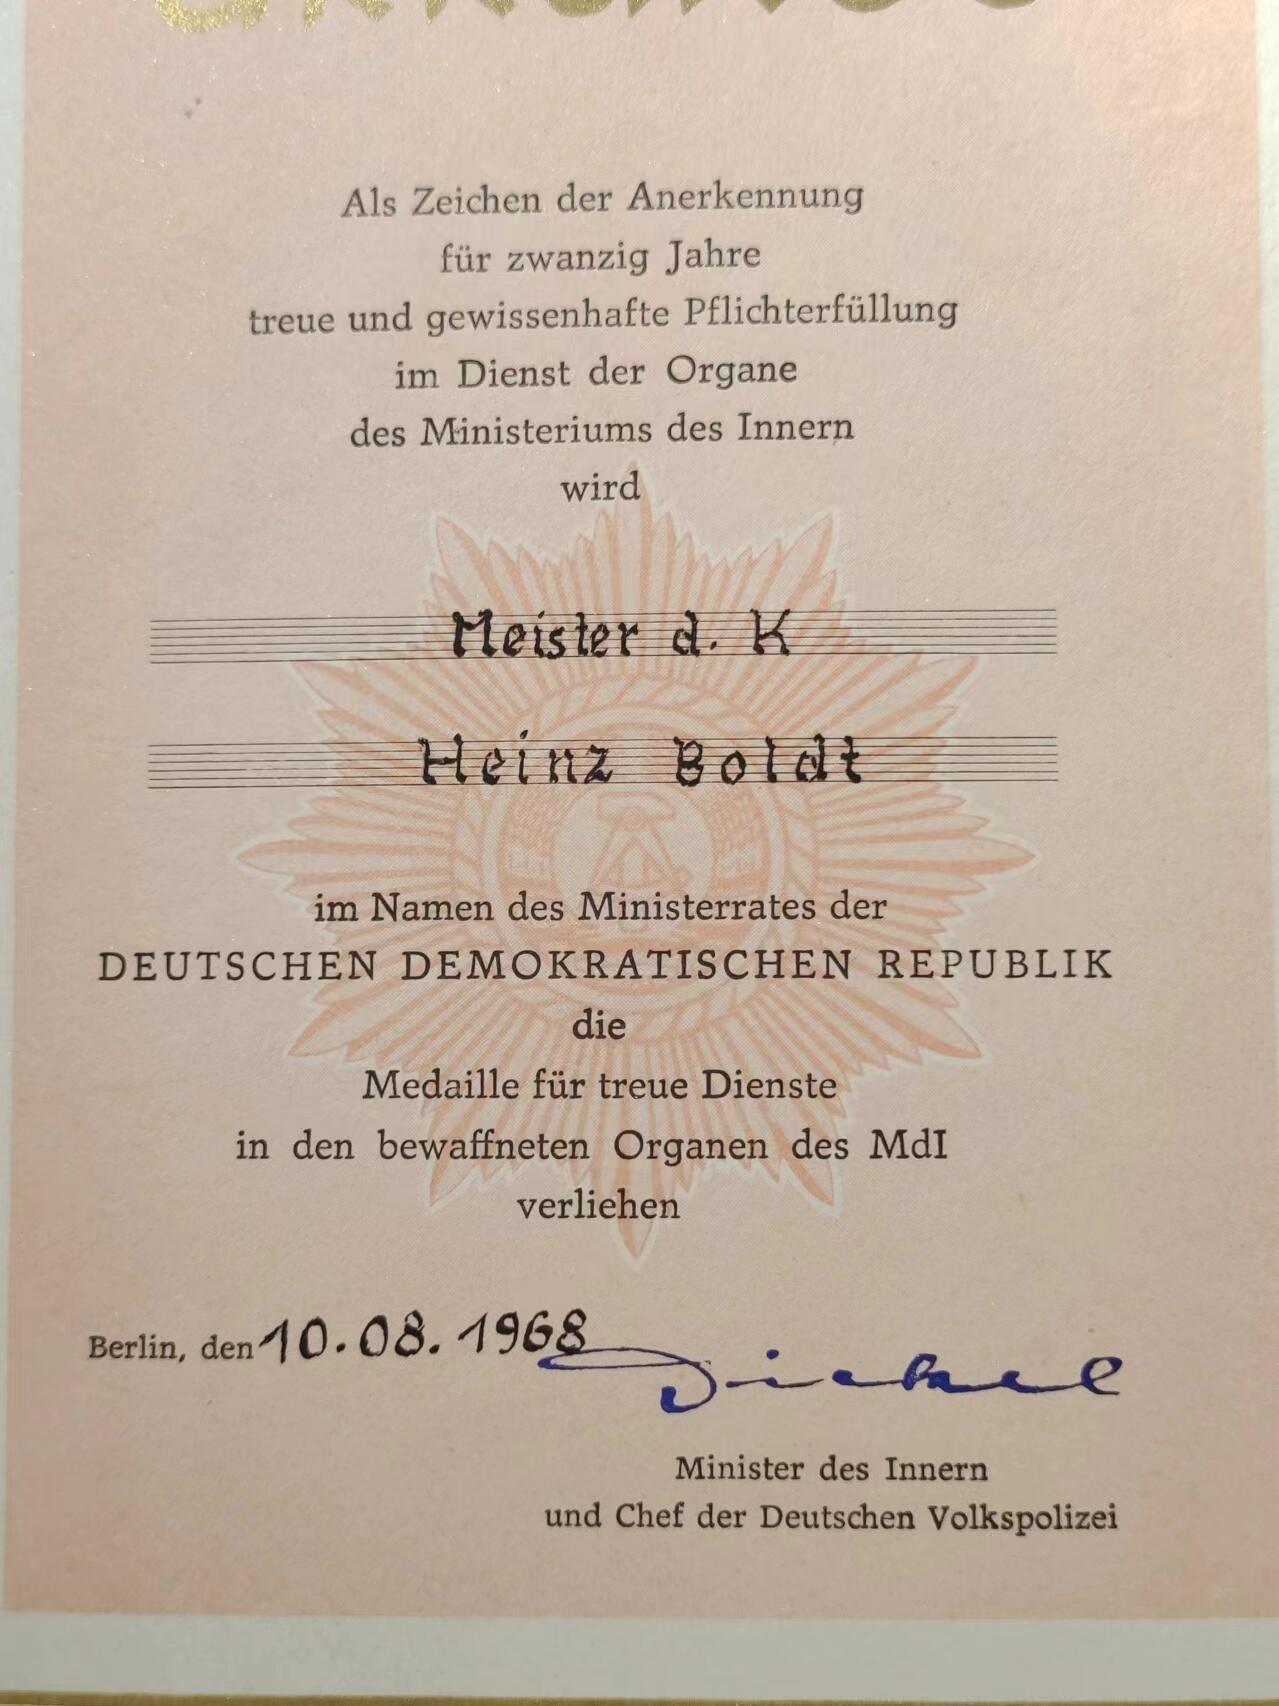 Urkunde
Als Zeichen der Anerkennung
für zwanzig Jahre
treue und gewissenhafte Pflichterfüllung
im Dienst der Organe
des Ministeriums des Innern
wird
Meister d. K
Heinz Boldt
im Namen des Ministerrates der
DEUTSCHEN DEMOKRATISCHEN REPUBLIK
die
Medaille für treue Dienste
in den bewaffneten Organen des MdI
verliehen
Berlin, den 10.08.1968
Dickel
Minister des Innern
und Chef der Deutschen Volkspolizei